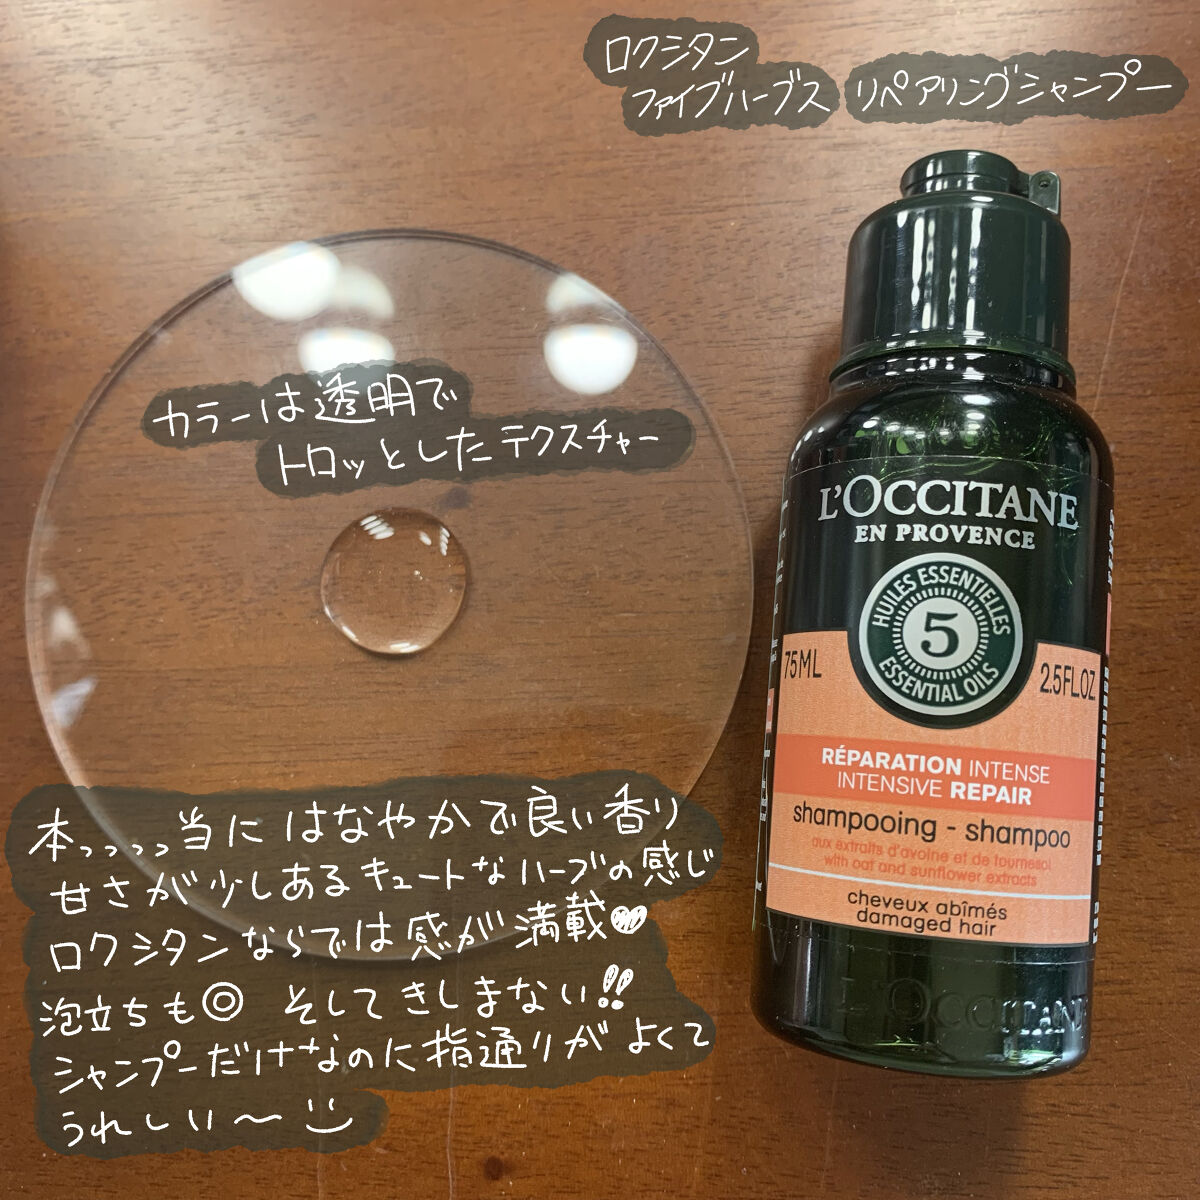 ロクシタン
ファイブハーブス リペアリングシャンプー
カラーは透明で
トロッとしたテクスチャー
L'OCCITANE
EN PROVENCE
HUILES ESSENTIELLES
5
ESSENTIAL OILS
75ML
2.5FL.OZ
RÉPARATION INTENSE
INTENSIVE REPAIR
shampooing - shampoo
aux extraits d'avoine et de tournesol
with oat and sunflower extracts
cheveux abîmés
damaged hair
L'OCCITANE
本っっっっ当に はなやかで良い香り
甘さが少しあるキュートなハーブの感じ
ロクシタンならでは感が満載♥
泡立ちも◎ そしてきしまない!!
シャンプーだけなのに指通りがよくて
うれしい〜